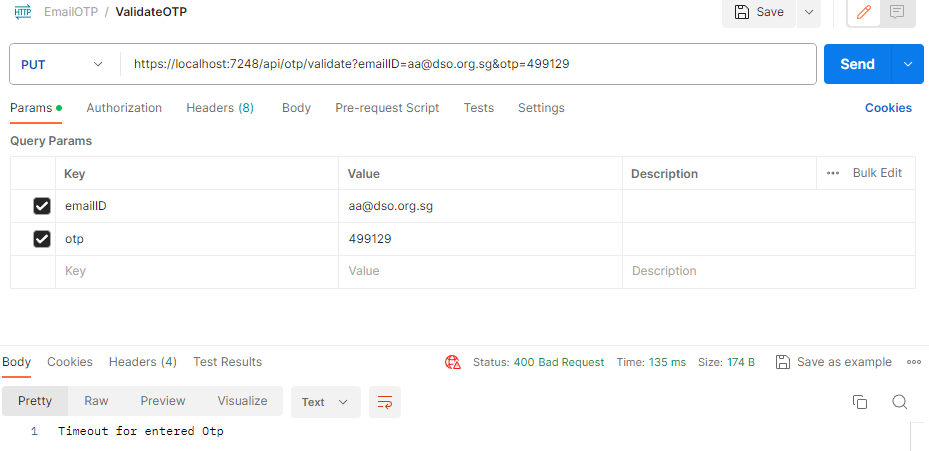 HTTP EmailOTP / ValidateOTP Save
PUT https://localhost:7248/api/otp/validate?emailID=aa@dso.org.sg&otp=499129 Send
Params Authorization Headers (8) Body Pre-request Script Tests Settings Cookies
Query Params
Key Value Description Bulk Edit
emailID aa@dso.org.sg
otp 499129
Key Value Description
Body Cookies Headers (4) Test Results Status: 400 Bad Request Time: 135 ms Size: 174 B Save as example
Pretty Raw Preview Visualize Text
1 Timeout for entered Otp